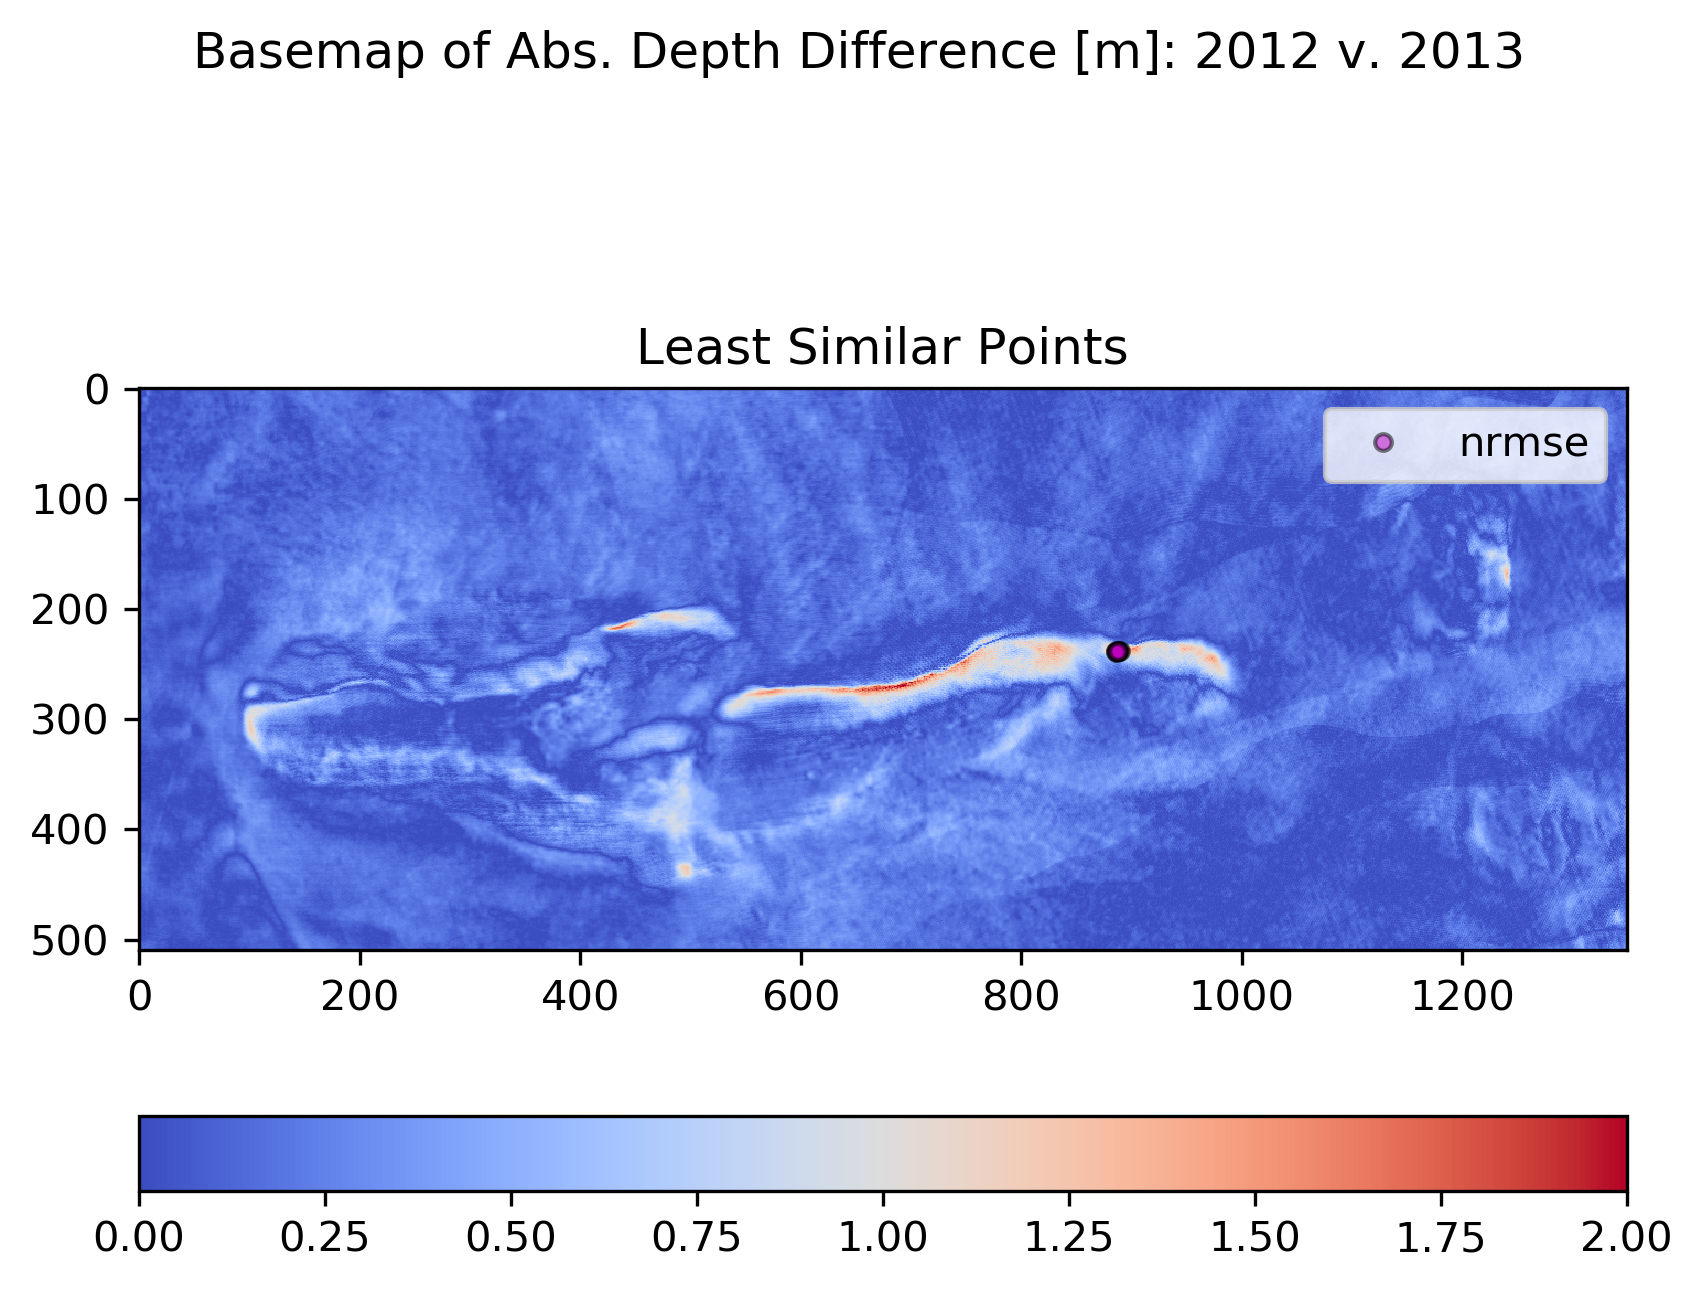 Basemap of Abs. Depth Difference [m]: 2012 v. 2013
Least Similar Points
nrmse
0
100
200
300
400
500
0 200 400 600 800 1000 1200
0.00 0.25 0.50 0.75 1.00 1.25 1.50 1.75 2.00